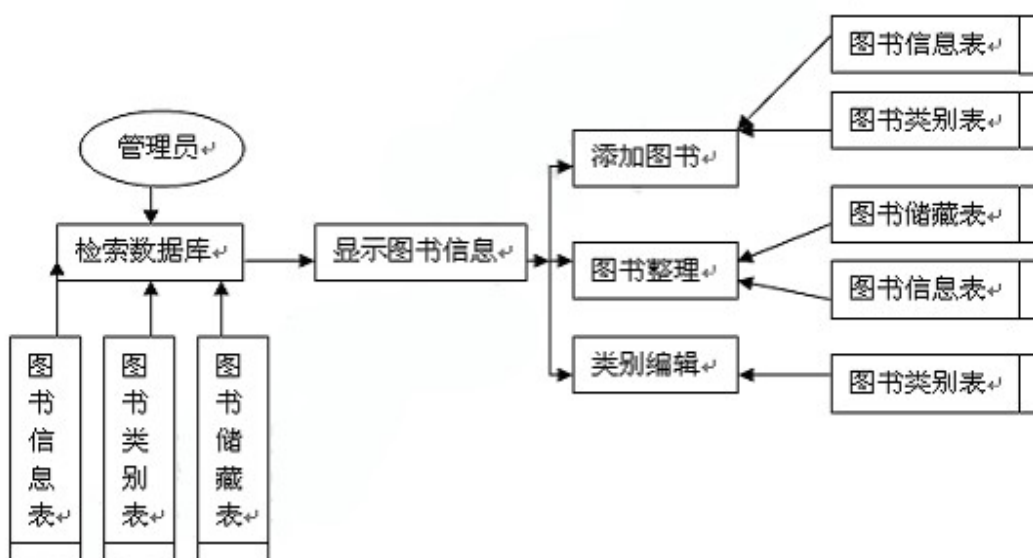 管理员
检索数据库
显示图书信息
添加图书
图书整理
类别编辑
图书信息表
图书类别表
图书储藏表
图书信息表
图书类别表
图书信息表
图书类别表
图书储藏表